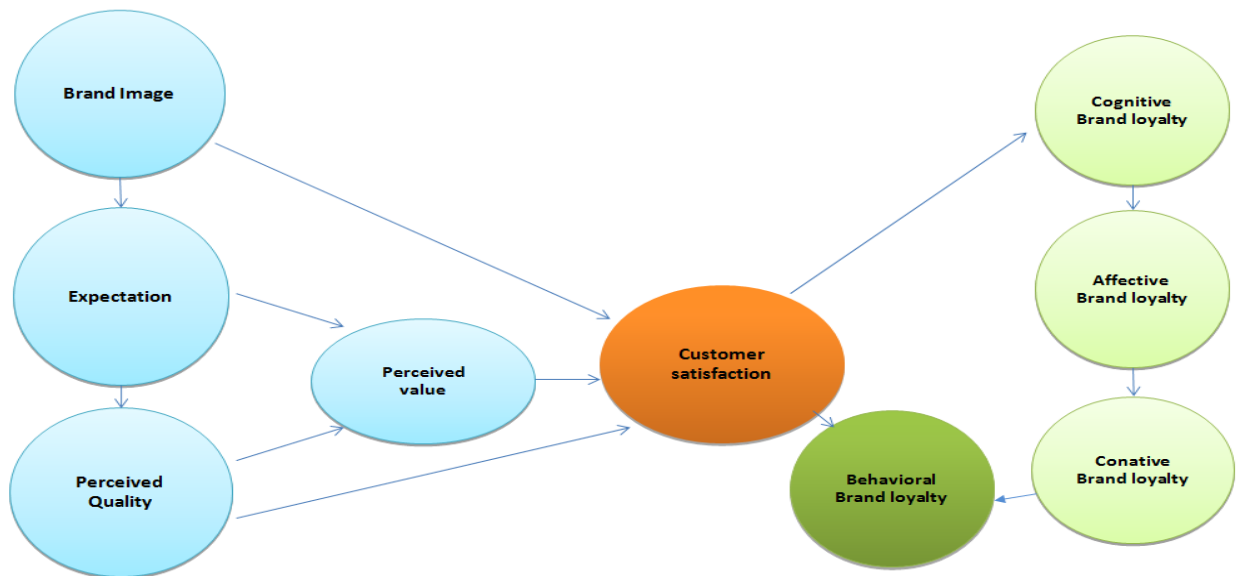 Brand Image
Expectation
Perceived
Quality
Perceived
value
Customer
satisfaction
Behavioral
Brand loyalty
Cognitive
Brand loyalty
Affective
Brand loyalty
Conative
Brand loyalty